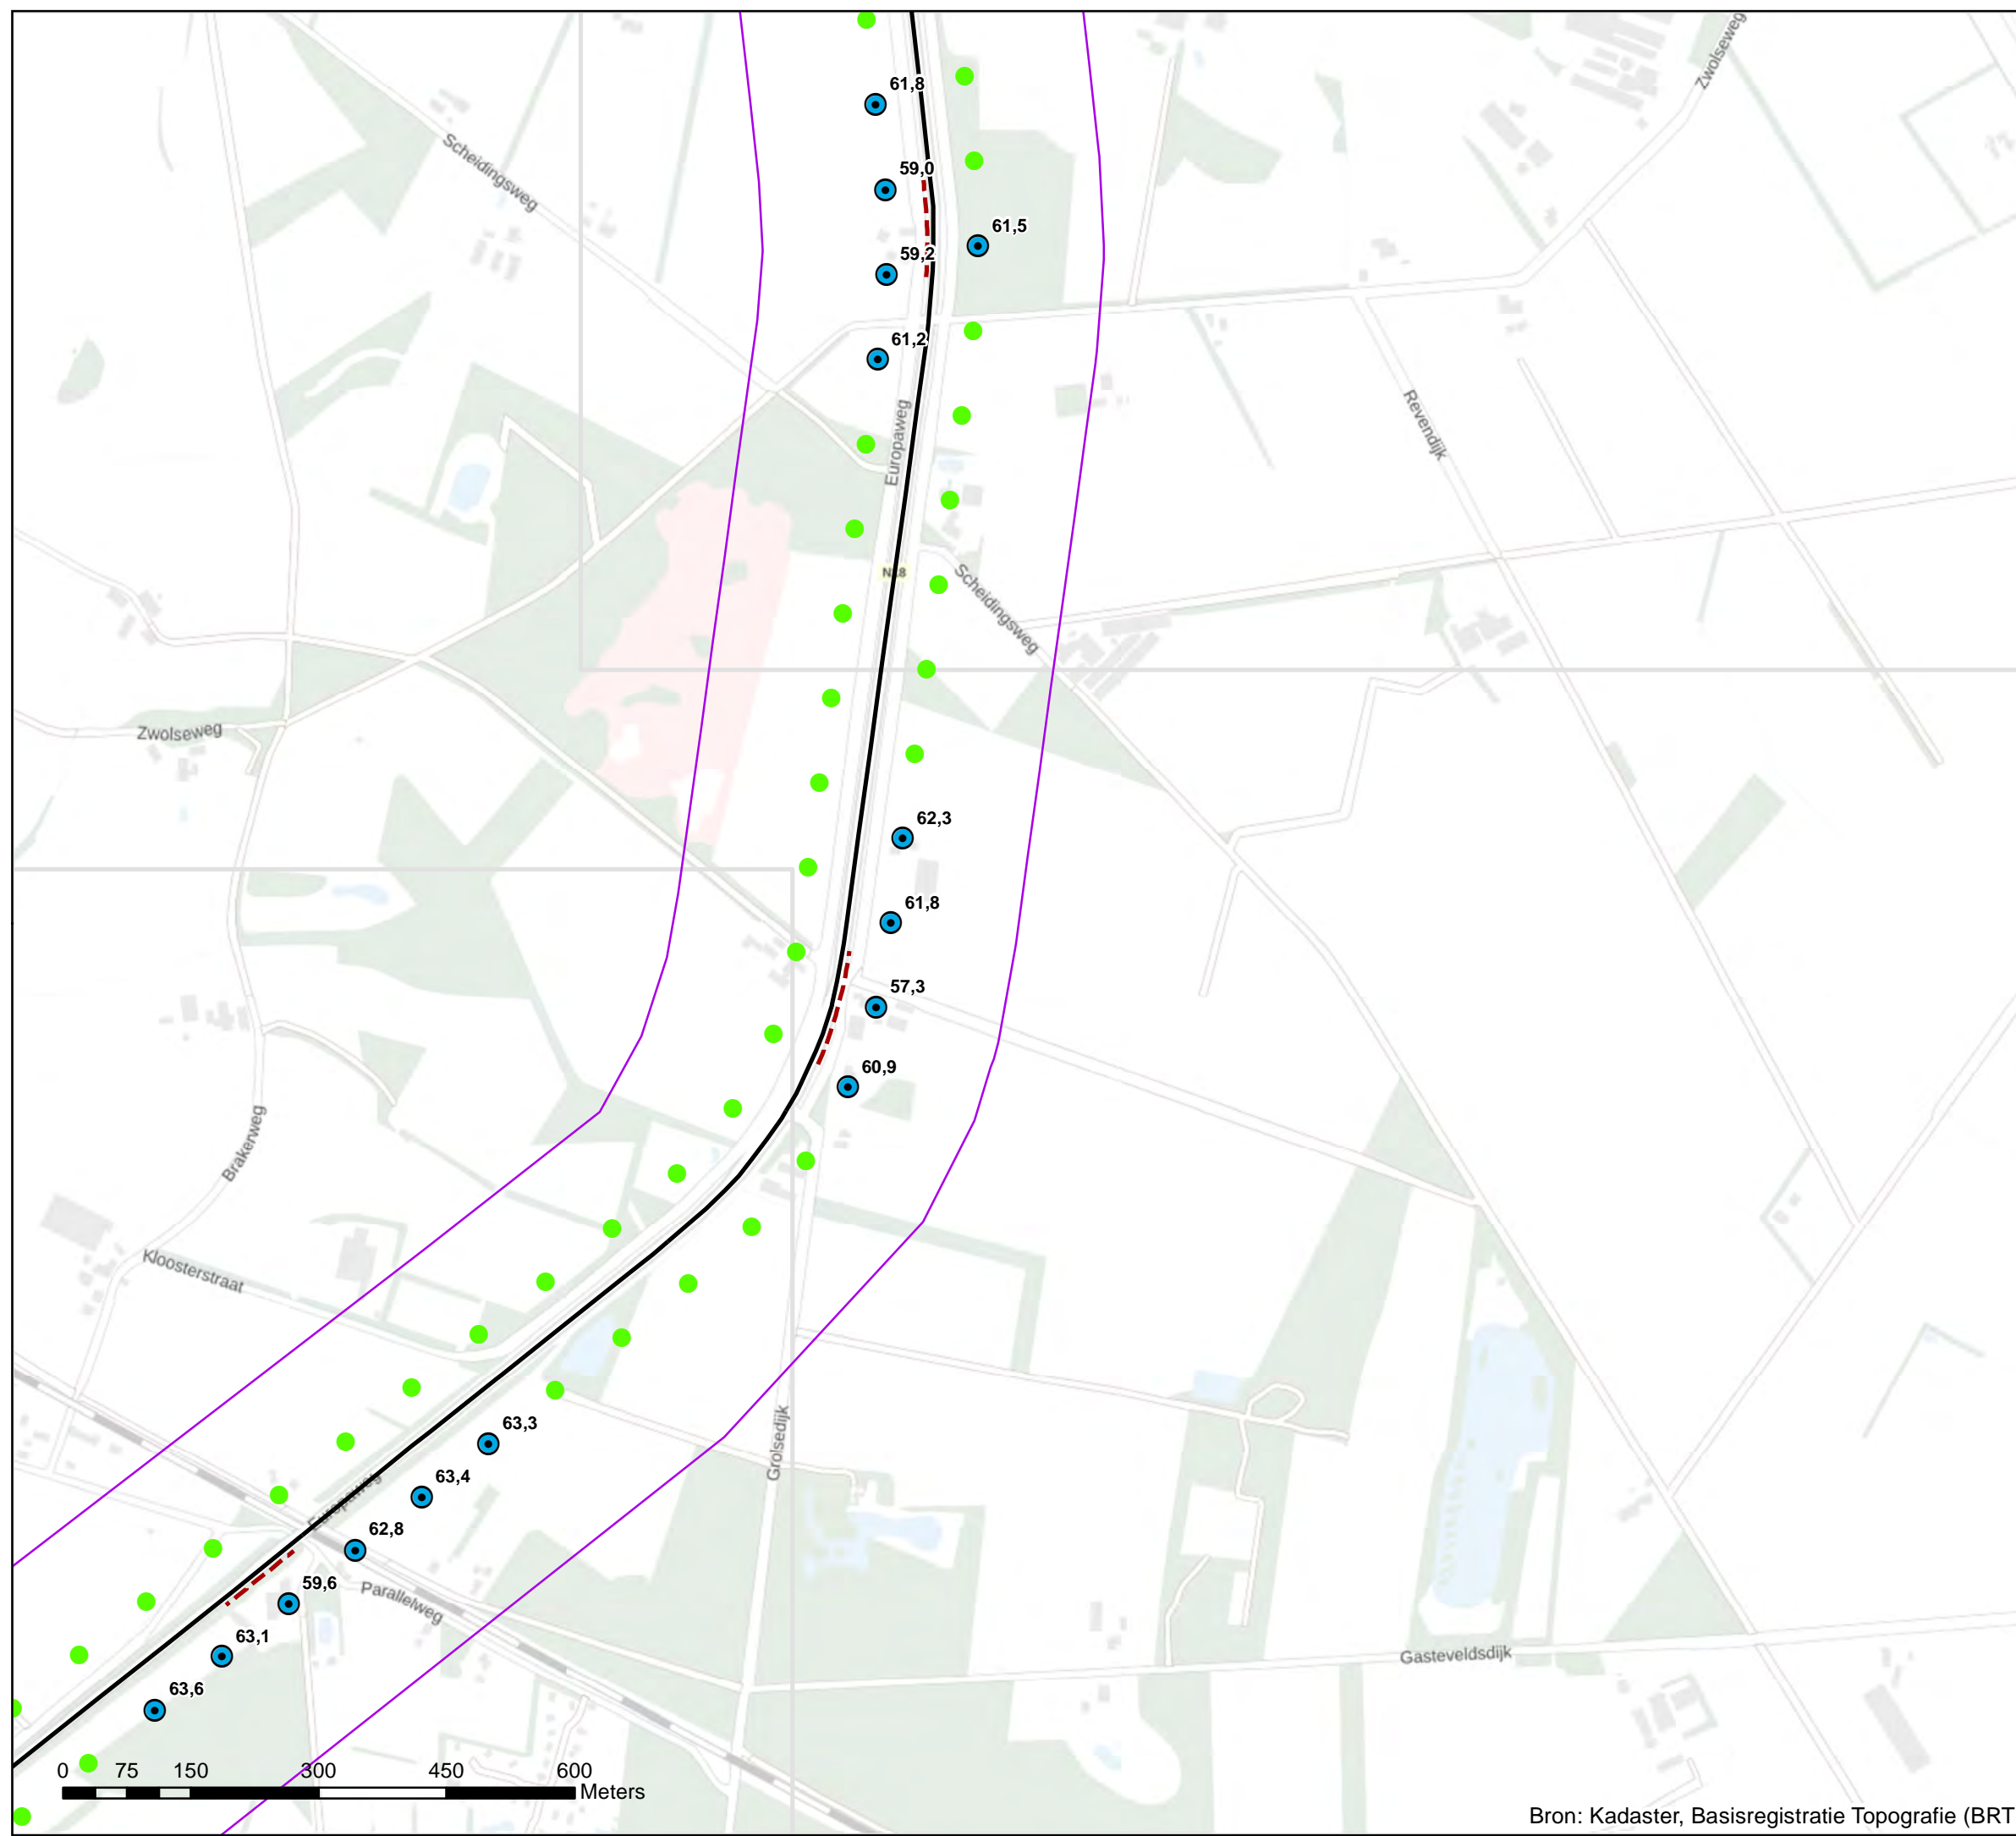 Zwolseweg
61,8
Scheidingsweg
59,0
61,5
59,2
61,2
Europaweg
Revendijk
N18
Scheidingsweg
Zwolseweg
62,3
61,8
57,3
60,9
Brakerweg
Kloosterstraat
Grolsedijk
63,3
63,4
Europaweg
62,8
59,6
Parallelweg
63,1
Gasteveldsdijk
63,6
0 75 150 300 450 600
Meters
Bron: Kadaster, Basisregistratie Topografie (BRT